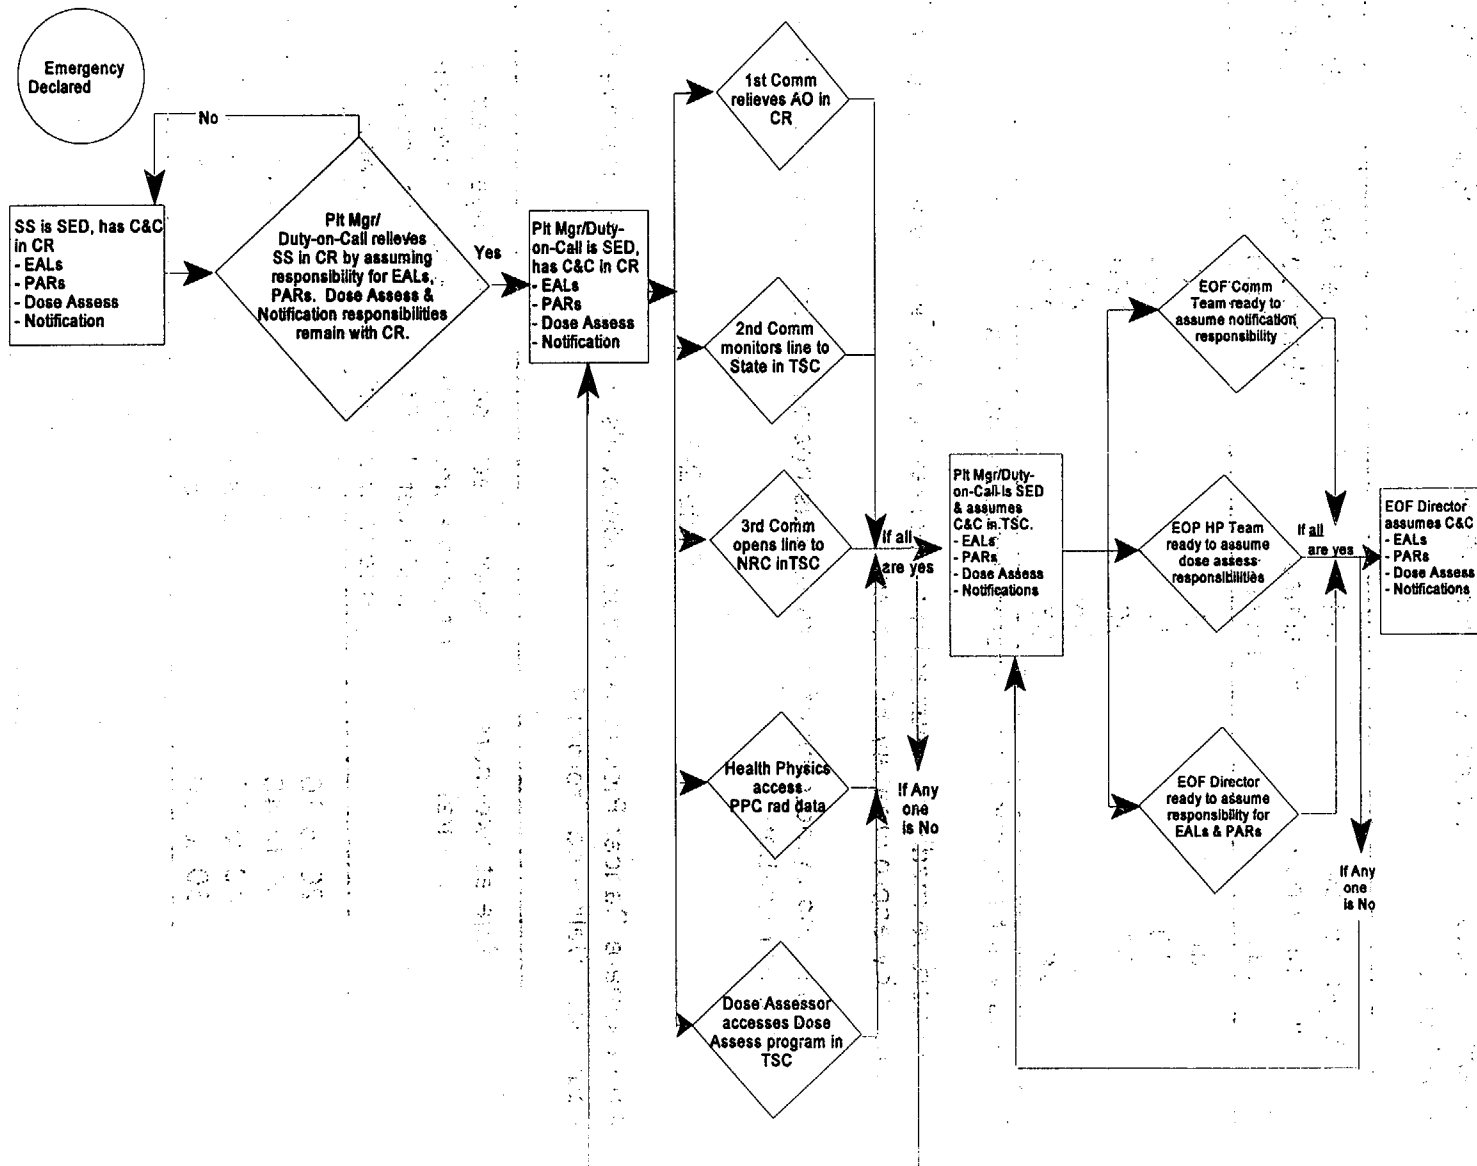 Emergency
Declared
No
SS is SED, has C&C
in CR
- EALs
- PARs
- Dose Assess
- Notification
Plt Mgr/
Duty-on-Call relieves
SS in CR by assuming
responsibility for EALs,
PARs. Dose Assess &
Notification responsibilities
remain with CR.
Yes
Plt Mgr/Duty-
on-Call is SED,
has C&C in CR
- EALs
- PARs
- Dose Assess
- Notification
1st Comm
relieves AO in
CR
2nd Comm
monitors line to
State in TSC
3rd Comm
opens line to
NRC inTSC
Health Physics
access
PPC rad data
Dose Assessor
accesses Dose
Assess program in
TSC
If all
are yes
If Any
one
is No
Plt Mgr/Duty-
on-Call is SED
& assumes
C&C in TSC.
- EALs
- PARs
- Dose Assess
- Notifications
EOF Comm
Team ready to
assume notification
responsibility
EOP HP Team
ready to assume
dose assess
responsibilities
EOF Director
ready to assume
responsibility for
EALs & PARs
If all
are yes
If Any
one
is No
EOF Director
assumes C&C
- EALs
- PARs
- Dose Assess
- Notifications